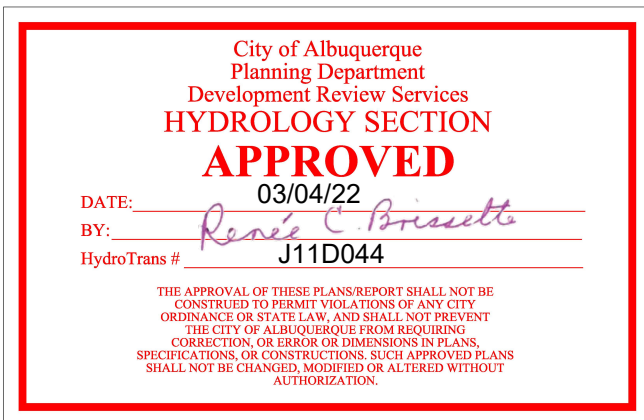 City of Albuquerque
Planning Department
Development Review Services
HYDROLOGY SECTION
APPROVED
DATE: 03/04/22
BY: Renée C. Brissette
HydroTrans # J11D044
THE APPROVAL OF THESE PLANS/REPORT SHALL NOT BE
CONSTRUED TO PERMIT VIOLATIONS OF ANY CITY
ORDINANCE OR STATE LAW, AND SHALL NOT PREVENT
THE CITY OF ALBUQUERQUE FROM REQUIRING
CORRECTION, OR ERROR OR DIMENSIONS IN PLANS,
SPECIFICATIONS, OR CONSTRUCTIONS. SUCH APPROVED PLANS
SHALL NOT BE CHANGED, MODIFIED OR ALTERED WITHOUT
AUTHORIZATION.